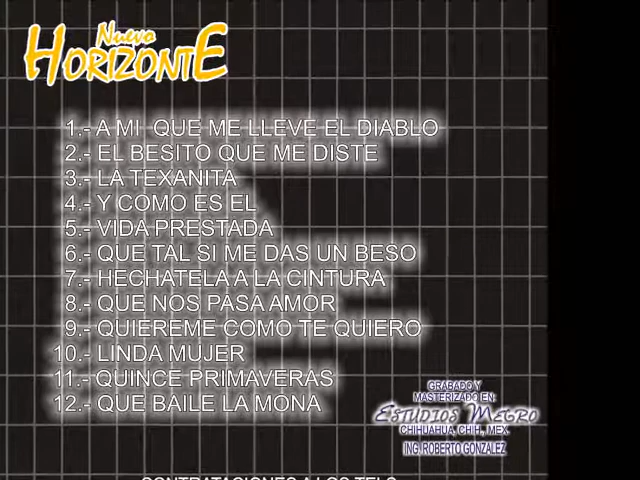 Nuevo
HORIZONTE
1.- A MI QUE ME LLEVE EL DIABLO
2.- EL BESITO QUE ME DISTE
3.- LA TEXANITA
4.- Y COMO ES EL
5.- VIDA PRESTADA
6.- QUE TAL SI ME DAS UN BESO
7.- HECHATELA A LA CINTURA
8.- QUE NOS PASA AMOR
9.- QUIEREME COMO TE QUIERO
10.- LINDA MUJER
11.- QUINCE PRIMAVERAS
12.- QUE BAILE LA MONA
GRABADO Y
MASTERIZADO EN:
ESTUDIOS MEGRO
CHIHUAHUA, CHIH., MEX.
ING. ROBERTO GONZALEZ
CONTRATACIONES A LOS TELS